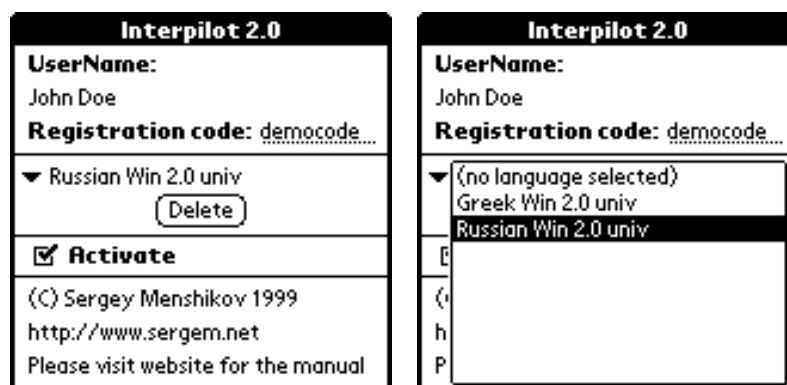 Interpilot 2.0
UserName:
John Doe
Registration code: democode
Russian Win 2.0 univ
Delete
Activate
(C) Sergey Menshikov 1999
http://www.sergem.net
Please visit website for the manual
Interpilot 2.0
UserName:
John Doe
Registration code: democode
(no language selected)
Greek Win 2.0 univ
Russian Win 2.0 univ
(
h
P